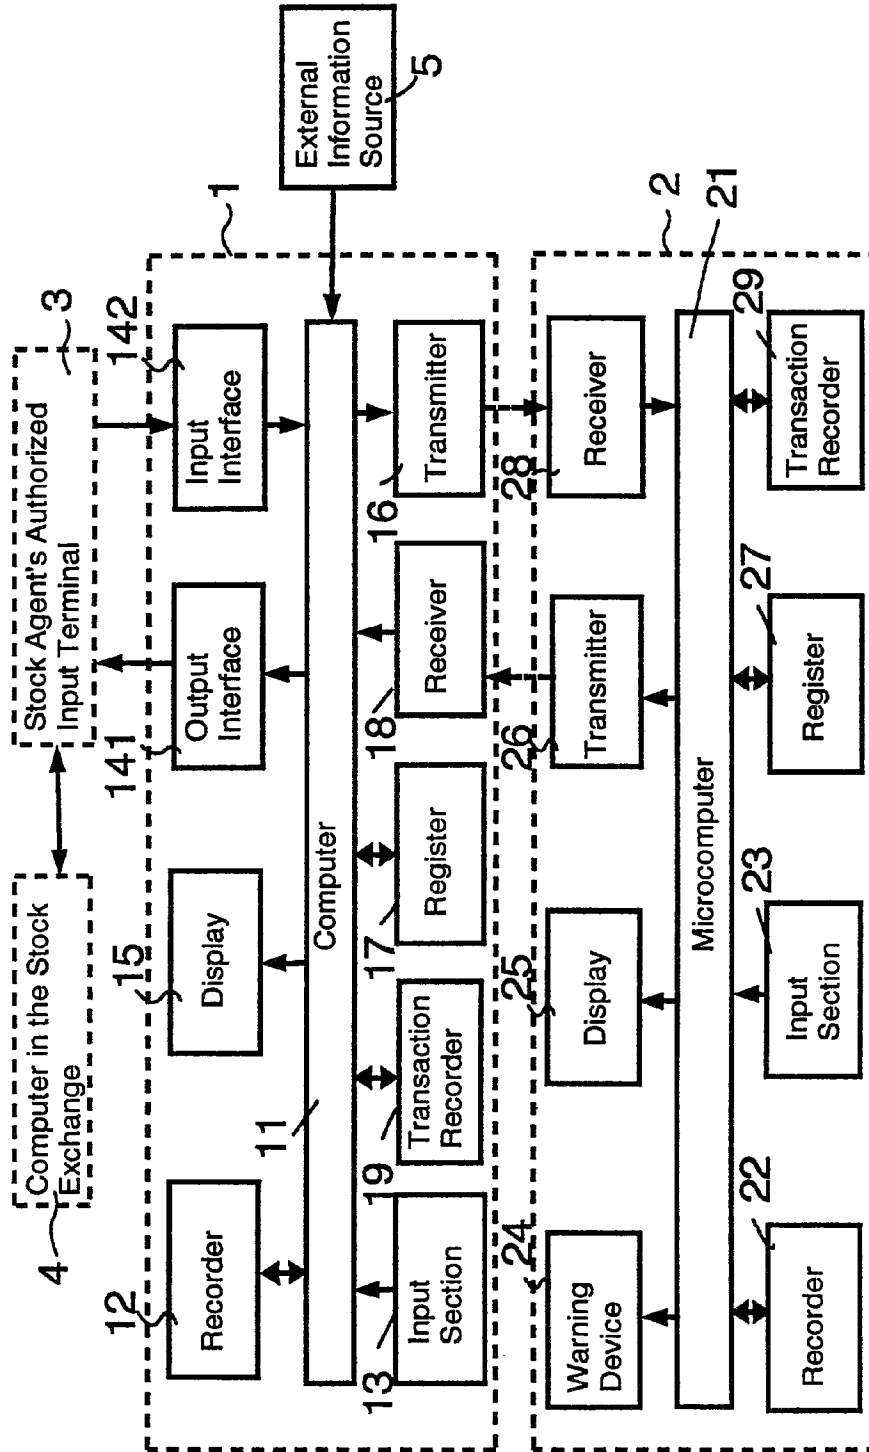 4
Computer in the Stock
Exchange
3
Stock Agent's Authorized
Input Terminal
1
12
Recorder
15
Display
141
Output
Interface
142
Input
Interface
5
External
Information
Source
11
Computer
13
Input
Section
19
Transaction
Recorder
17
Register
18
Receiver
16
Transmitter
2
24
Warning
Device
25
Display
26
Transmitter
28
Receiver
21
Microcomputer
22
Recorder
23
Input
Section
27
Register
29
Transaction
Recorder